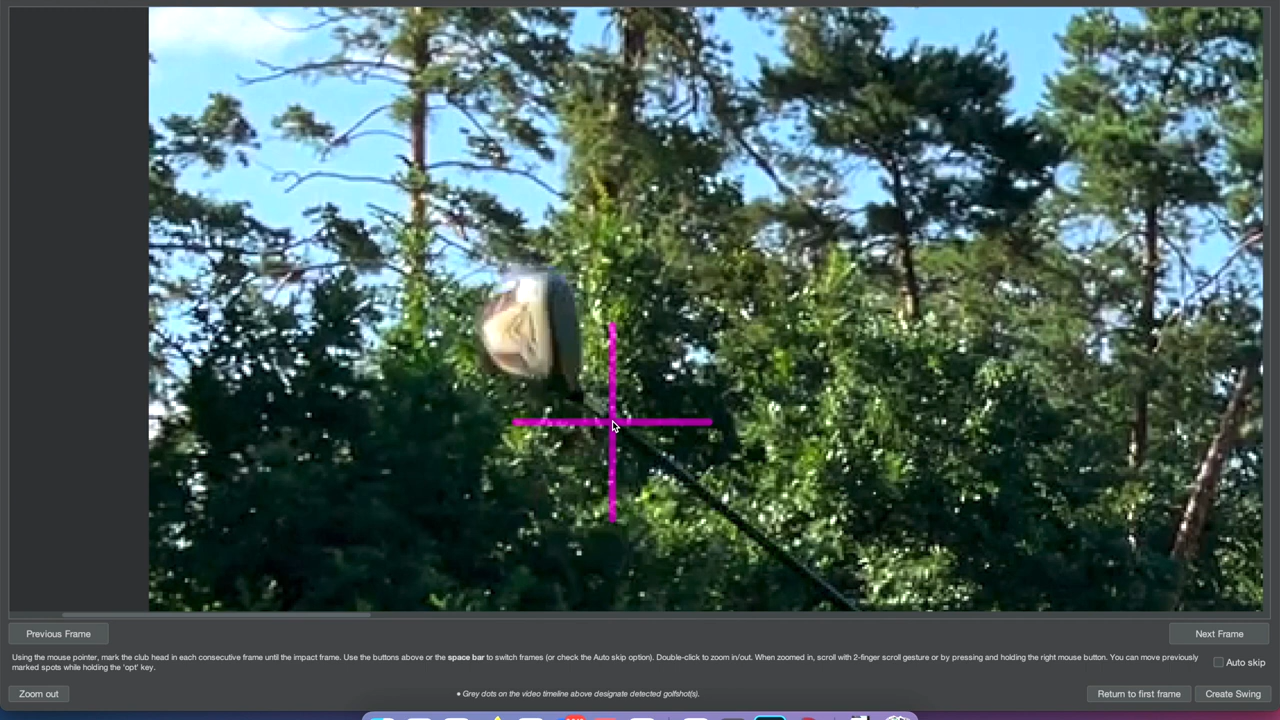 Previous Frame
Next Frame
Using the mouse pointer, mark the club head in each consecutive frame until the impact frame. Use the buttons above or the space bar to switch frames (or check the Auto skip option). Double-click to zoom in/out. When zoomed in, scroll with 2-finger scroll gesture or by pressing and holding the right mouse button. You can move previously
marked spots while holding the 'opt' key.
Auto skip
Zoom out
• Grey dots on the video timeline above designate detected golfshot(s).
Return to first frame
Create Swing